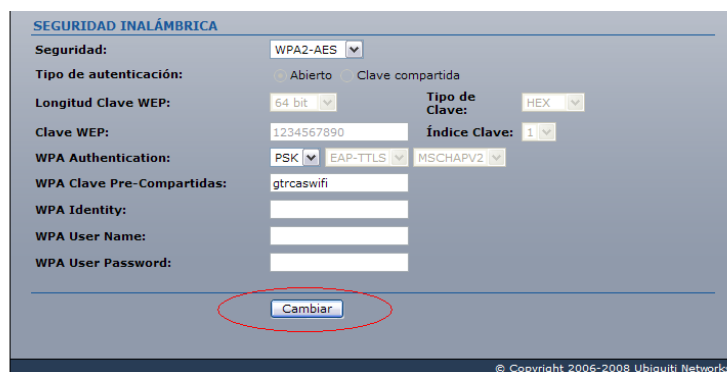 SEGURIDAD INALÁMBRICA
Seguridad: WPA2-AES
Tipo de autenticación: Abierto Clave compartida
Longitud Clave WEP: 64 bit Tipo de Clave: HEX
Clave WEP: 1234567890 Índice Clave: 1
WPA Authentication: PSK EAP-TTLS MSCHAPV2
WPA Clave Pre-Compartidas: gtrcaswifi
WPA Identity:
WPA User Name:
WPA User Password:
Cambiar
© Copyright 2006-2008 Ubiquiti Network